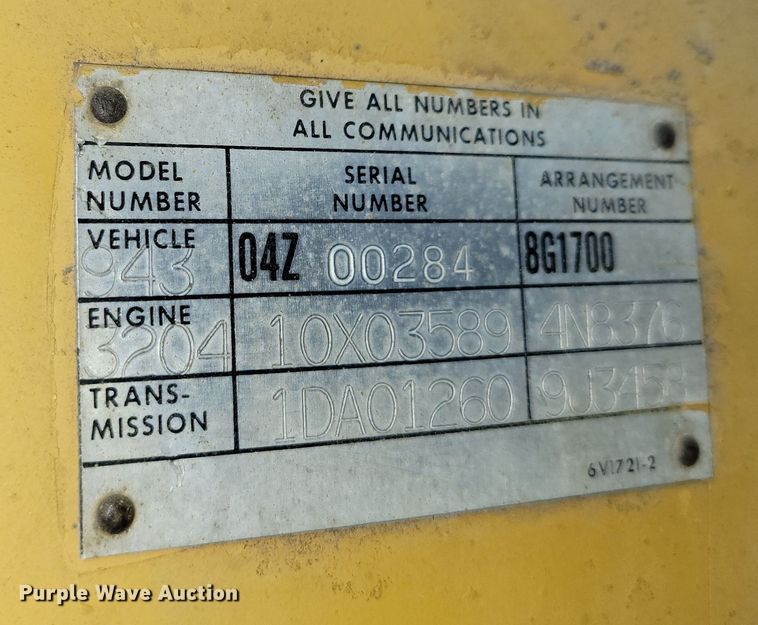 GIVE ALL NUMBERS IN
ALL COMMUNICATIONS
MODEL NUMBER SERIAL NUMBER ARRANGEMENT NUMBER
VEHICLE 943 04Z 00284 8G1700
ENGINE 3204 10X03589 4N8376
TRANS-MISSION 1DA01260 9J3458
6V1721-2
Purple Wave Auction